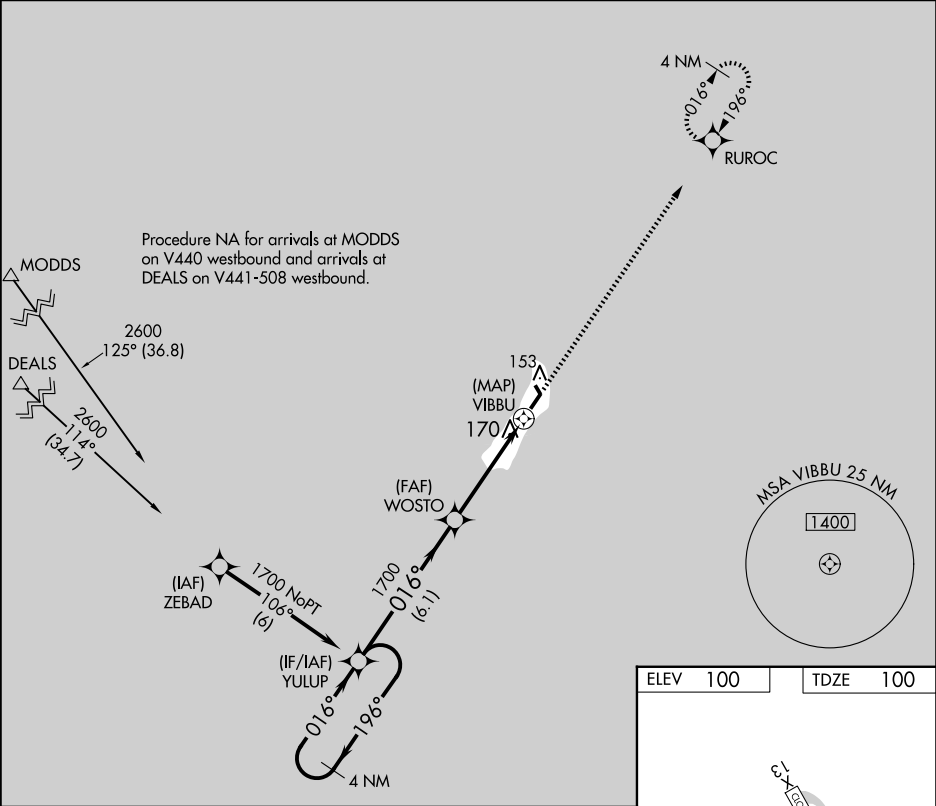 4 NM
016°
196°
RUROC
Procedure NA for arrivals at MODDS
on V440 westbound and arrivals at
DEALS on V441-508 westbound.
MODDS
2600
125° (36.8)
DEALS
2600
114°
(34.7)
153
(MAP)
VIBBU
170
(FAF)
WOSTO
MSA VIBBU 25 NM
1400
(IAF)
ZEBAD
1700 NoPT
106°
(6)
1700
016°
(6.1)
(IF/IAF)
YULUP
016°
196°
4 NM
ELEV 100
TDZE 100
13